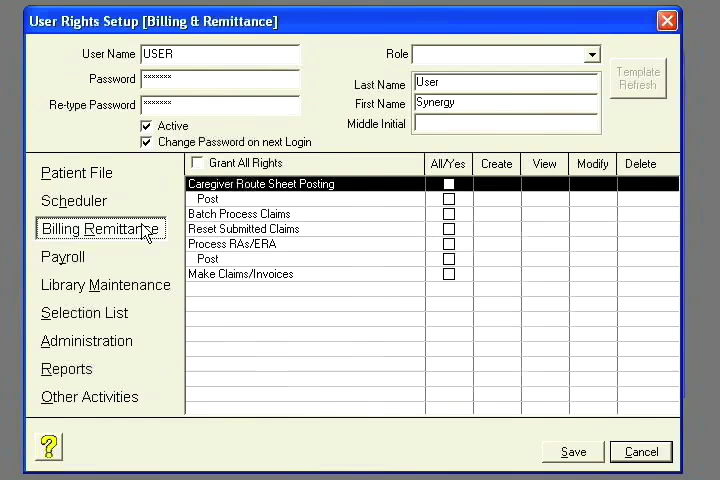 User Rights Setup [Billing & Remittance]
User Name USER
Role
Password xxxxxxx
Last Name User
Template Refresh
Re-type Password xxxxxxx
First Name Synergy
Middle Initial
Active
Change Password on next Login
Grant All Rights All/Yes Create View Modify Delete
Patient File
Scheduler
Billing Remittance
Payroll
Library Maintenance
Selection List
Administration
Reports
Other Activities
Caregiver Route Sheet Posting
Post
Batch Process Claims
Reset Submitted Claims
Process RAs/ERA
Post
Make Claims/Invoices
?
Save Cancel